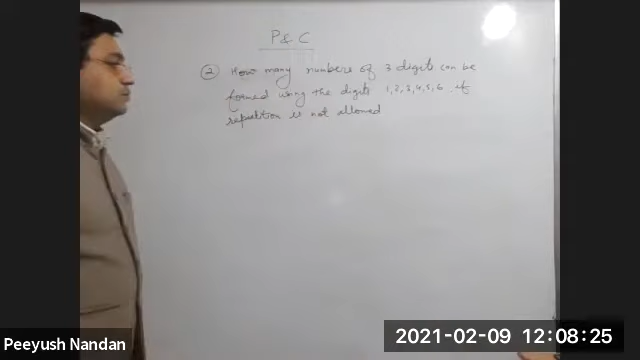 P & C
② How many numbers of 3 digits can be
formed using the digits 1,2,3,4,5,6 if
repetition is not allowed
Peeyush Nandan
2021-02-09 12:08:25